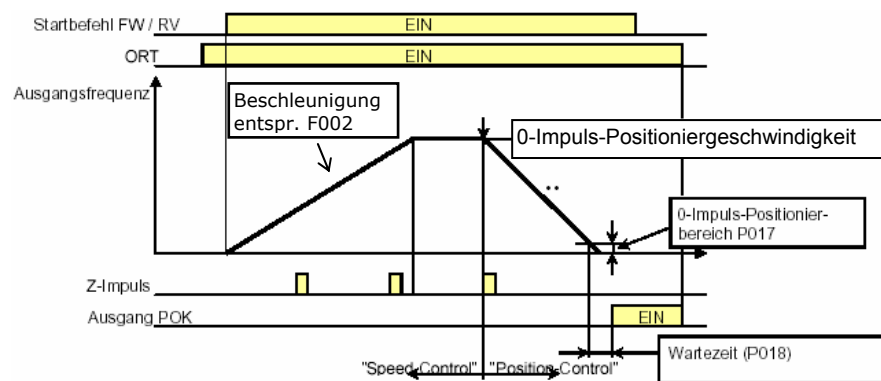 Startbefehl FW / RV
EIN
ORT
EIN
Ausgangsfrequenz
Beschleunigung
entspr. F002
0-Impuls-Positioniergeschwindigkeit
0-Impuls-Positionier-
bereich P017
Z-Impuls
Ausgang POK
EIN
Wartezeit (P018)
"Speed-Control" "Position-Control"